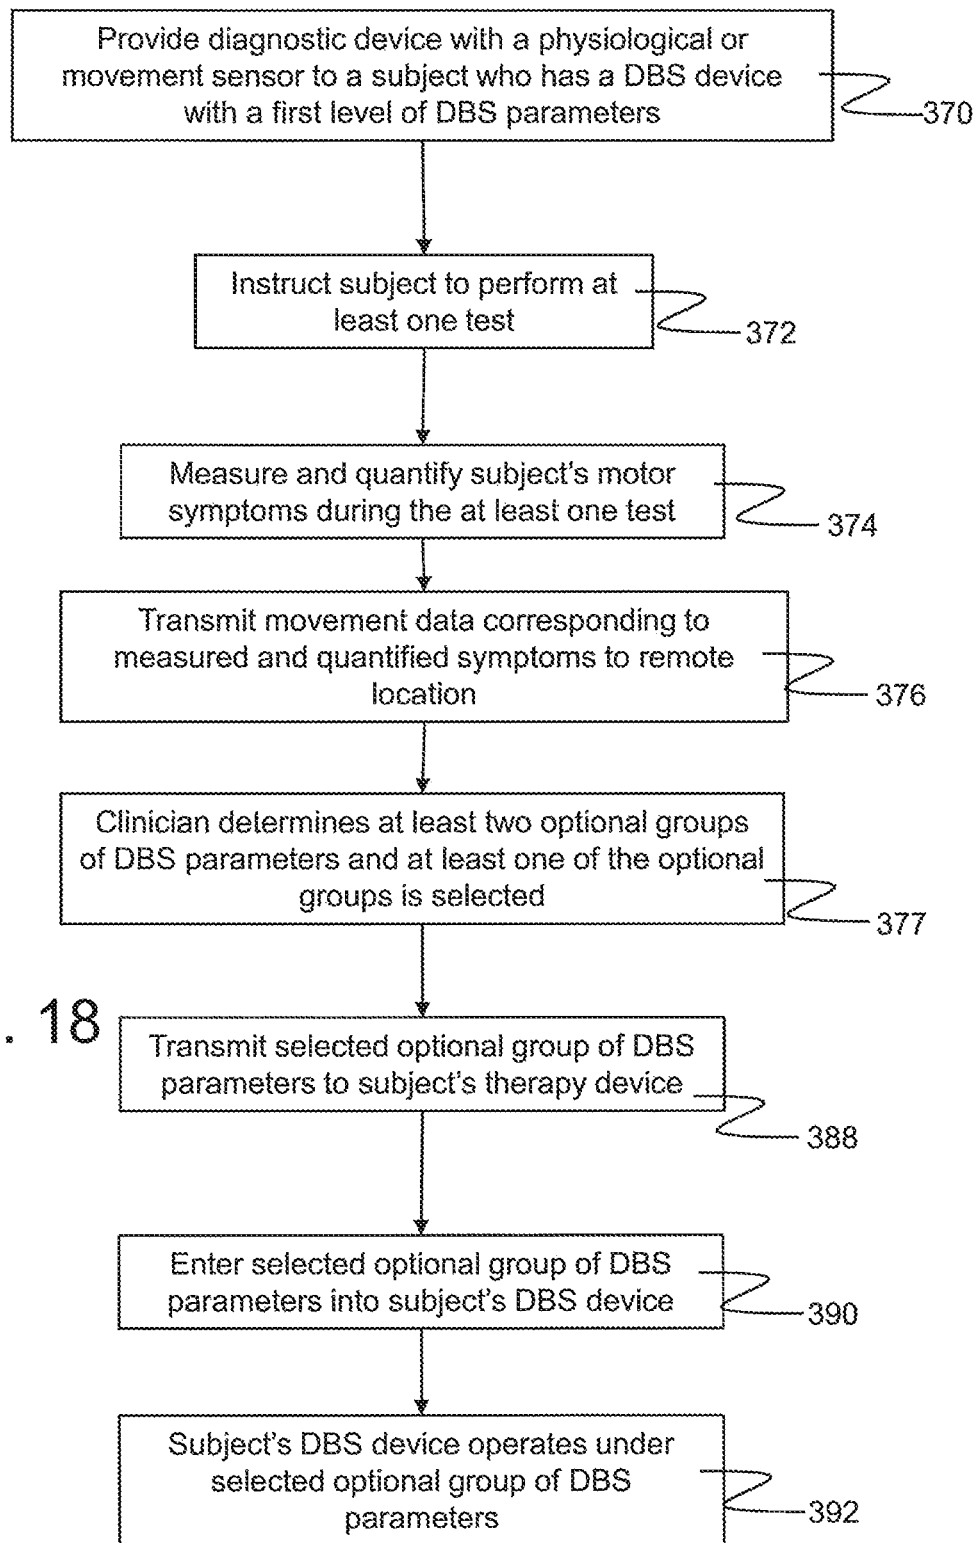 Provide diagnostic device with a physiological or
movement sensor to a subject who has a DBS device
with a first level of DBS parameters
370
Instruct subject to perform at
least one test
372
Measure and quantify subject's motor
symptoms during the at least one test
374
Transmit movement data corresponding to
measured and quantified symptoms to remote
location
376
Clinician determines at least two optional groups
of DBS parameters and at least one of the optional
groups is selected
377
. 18
Transmit selected optional group of DBS
parameters to subject's therapy device
388
Enter selected optional group of DBS
parameters into subject's DBS device
390
Subject's DBS device operates under
selected optional group of DBS
parameters
392